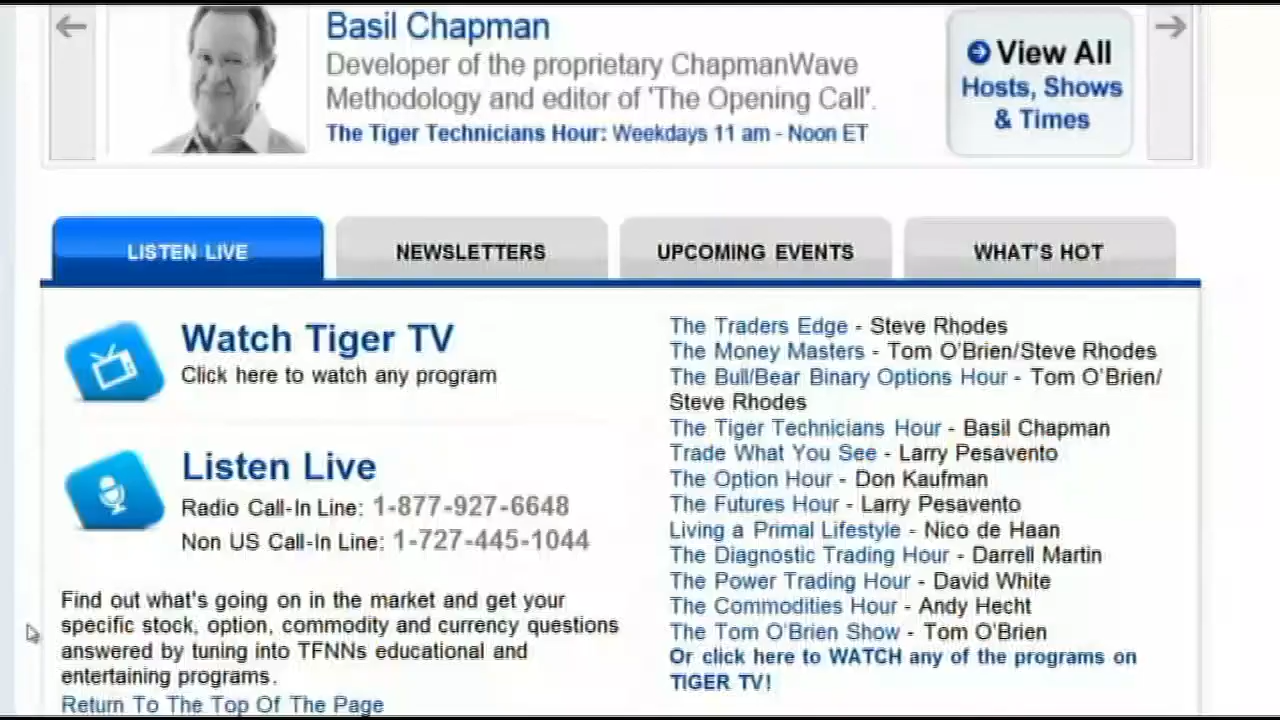 Basil Chapman
Developer of the proprietary ChapmanWave
Methodology and editor of 'The Opening Call'.
The Tiger Technicians Hour: Weekdays 11 am - Noon ET
View All
Hosts, Shows
& Times
LISTEN LIVE
NEWSLETTERS
UPCOMING EVENTS
WHAT'S HOT
Watch Tiger TV
Click here to watch any program
Listen Live
Radio Call-In Line: 1-877-927-6648
Non US Call-In Line: 1-727-445-1044
Find out what's going on in the market and get your
specific stock, option, commodity and currency questions
answered by tuning into TFNNs educational and
entertaining programs.
Return To The Top Of The Page
The Traders Edge - Steve Rhodes
The Money Masters - Tom O'Brien/Steve Rhodes
The Bull/Bear Binary Options Hour - Tom O'Brien/
Steve Rhodes
The Tiger Technicians Hour - Basil Chapman
Trade What You See - Larry Pesavento
The Option Hour - Don Kaufman
The Futures Hour - Larry Pesavento
Living a Primal Lifestyle - Nico de Haan
The Diagnostic Trading Hour - Darrell Martin
The Power Trading Hour - David White
The Commodities Hour - Andy Hecht
The Tom O'Brien Show - Tom O'Brien
Or click here to WATCH any of the programs on
TIGER TV!